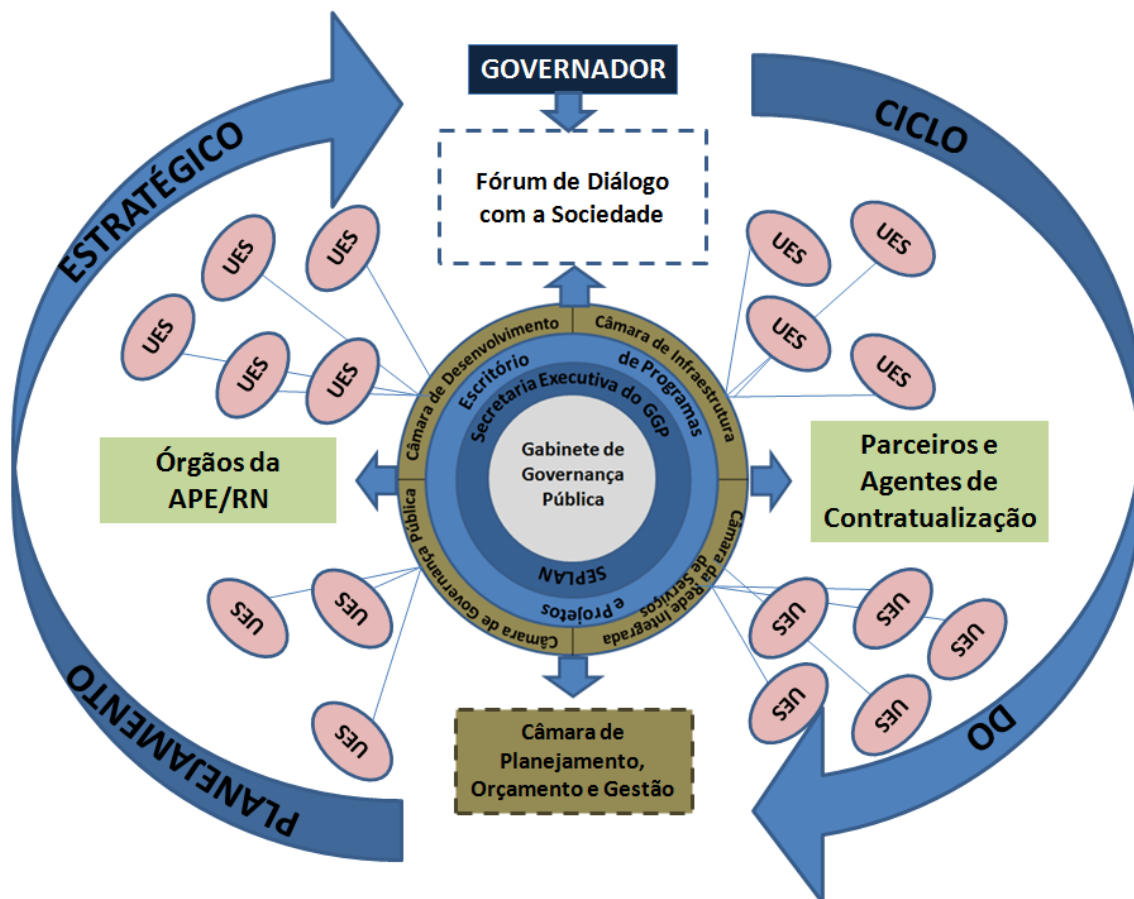 GOVERNADOR
CICLO
DO
PLANEJAMENTO
ESTRATÉGICO
Fórum de Diálogo
com a Sociedade
UES
UES
UES
UES
UES
UES
UES
UES
UES
Câmara de Desenvolvimento
Câmara de Infraestrutura
Escritório
de Programas
e Projetos
Secretaria Executiva do GGP
SEPLAN
Gabinete de
Governança
Pública
Câmara de Governança Pública
Câmara da Rede Integrada
de Serviços
Órgãos da
APE/RN
Parceiros e
Agentes de
Contratualização
UES
UES
UES
UES
UES
UES
UES
UES
Câmara de
Planejamento,
Orçamento e Gestão